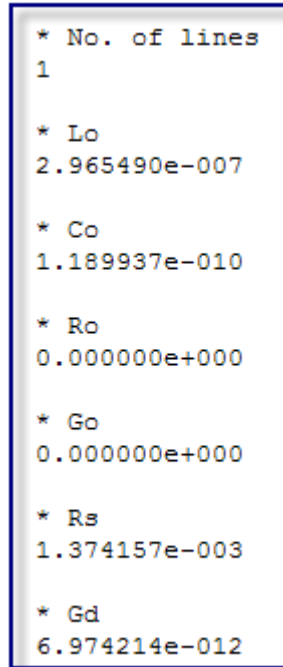 * No. of lines
1
* Lo
2.965490e-007
* Co
1.189937e-010
* Ro
0.000000e+000
* Go
0.000000e+000
* Rs
1.374157e-003
* Gd
6.974214e-012